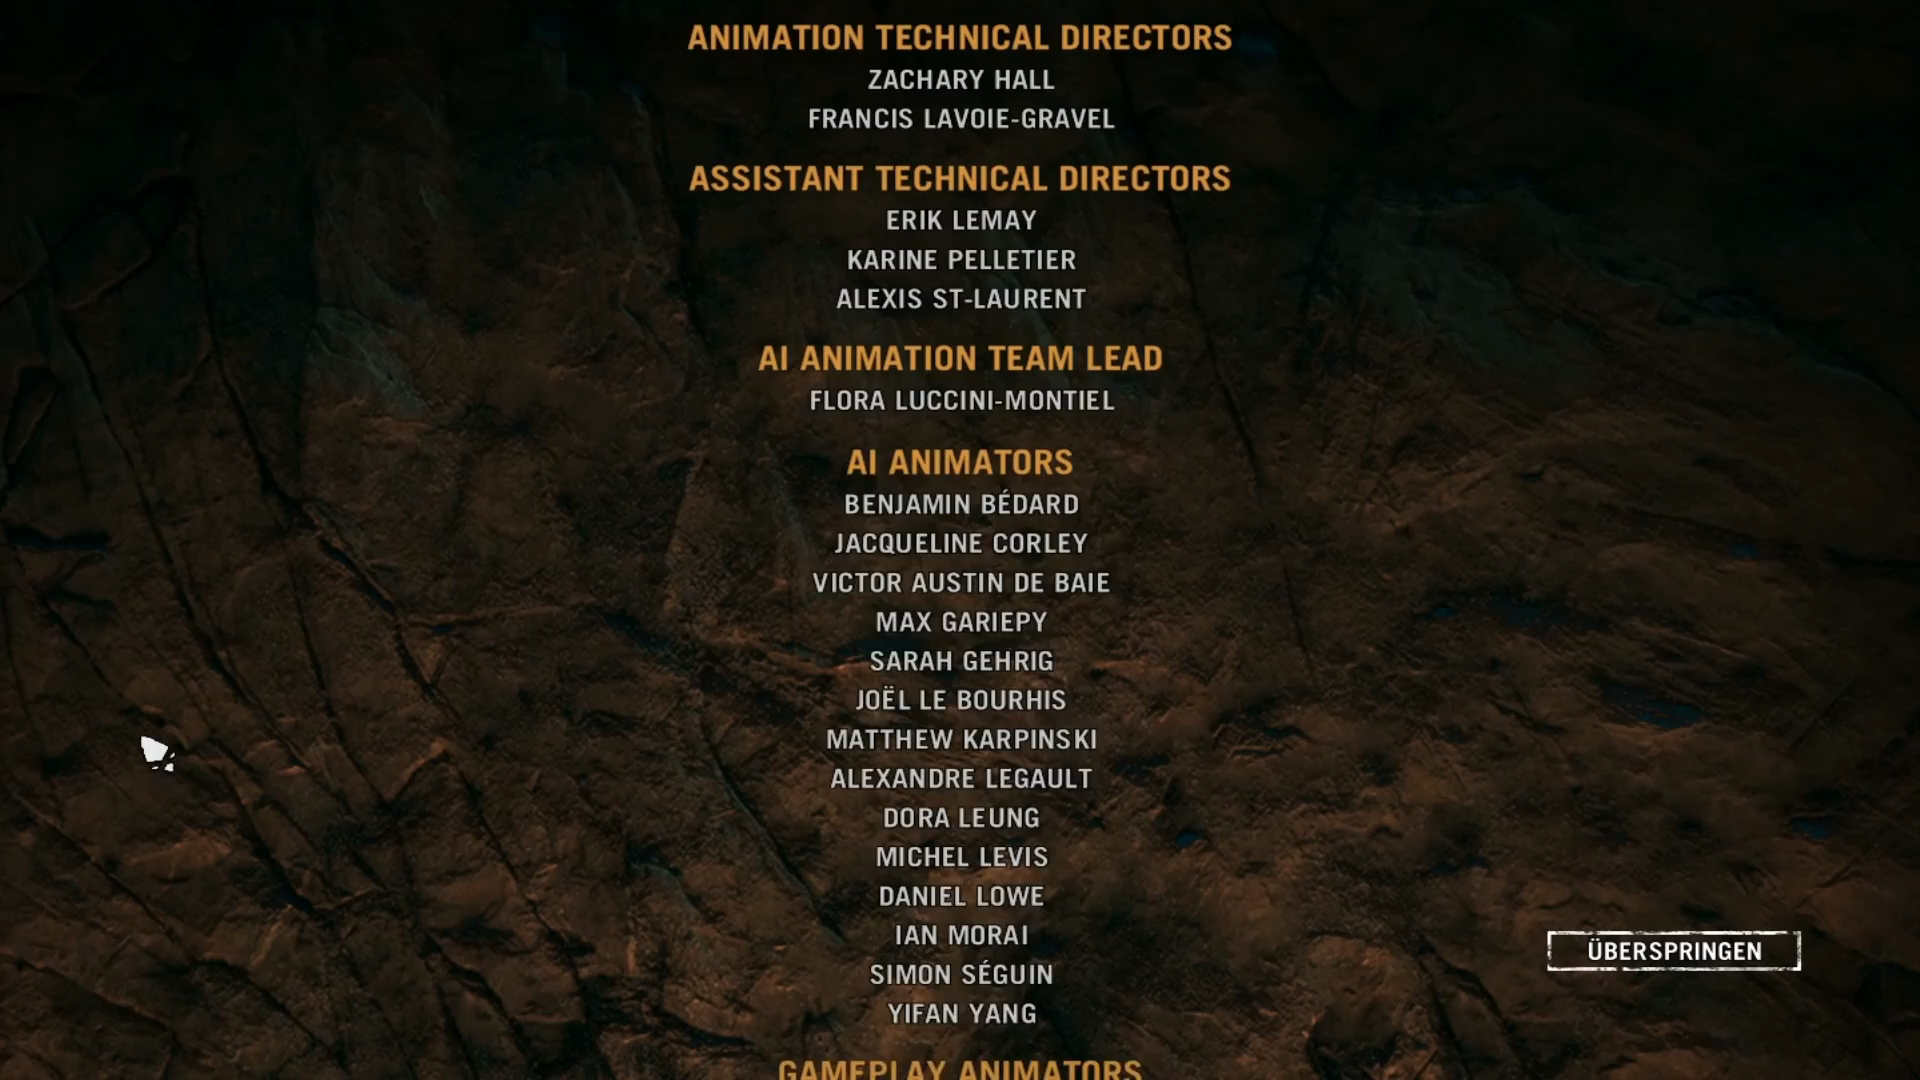 ANIMATION TECHNICAL DIRECTORS
ZACHARY HALL
FRANCIS LAVOIE-GRAVEL
ASSISTANT TECHNICAL DIRECTORS
ERIK LEMAY
KARINE PELLETIER
ALEXIS ST-LAURENT
AI ANIMATION TEAM LEAD
FLORA LUCCINI-MONTIEL
AI ANIMATORS
BENJAMIN BÉDARD
JACQUELINE CORLEY
VICTOR AUSTIN DE BAIE
MAX GARIEPY
SARAH GEHRIG
JOËL LE BOURHIS
MATTHEW KARPINSKI
ALEXANDRE LEGAULT
DORA LEUNG
MICHEL LEVIS
DANIEL LOWE
IAN MORAI
SIMON SÉGUIN
YIFAN YANG
GAMEPLAY ANIMATORS
ÜBERSPRINGEN